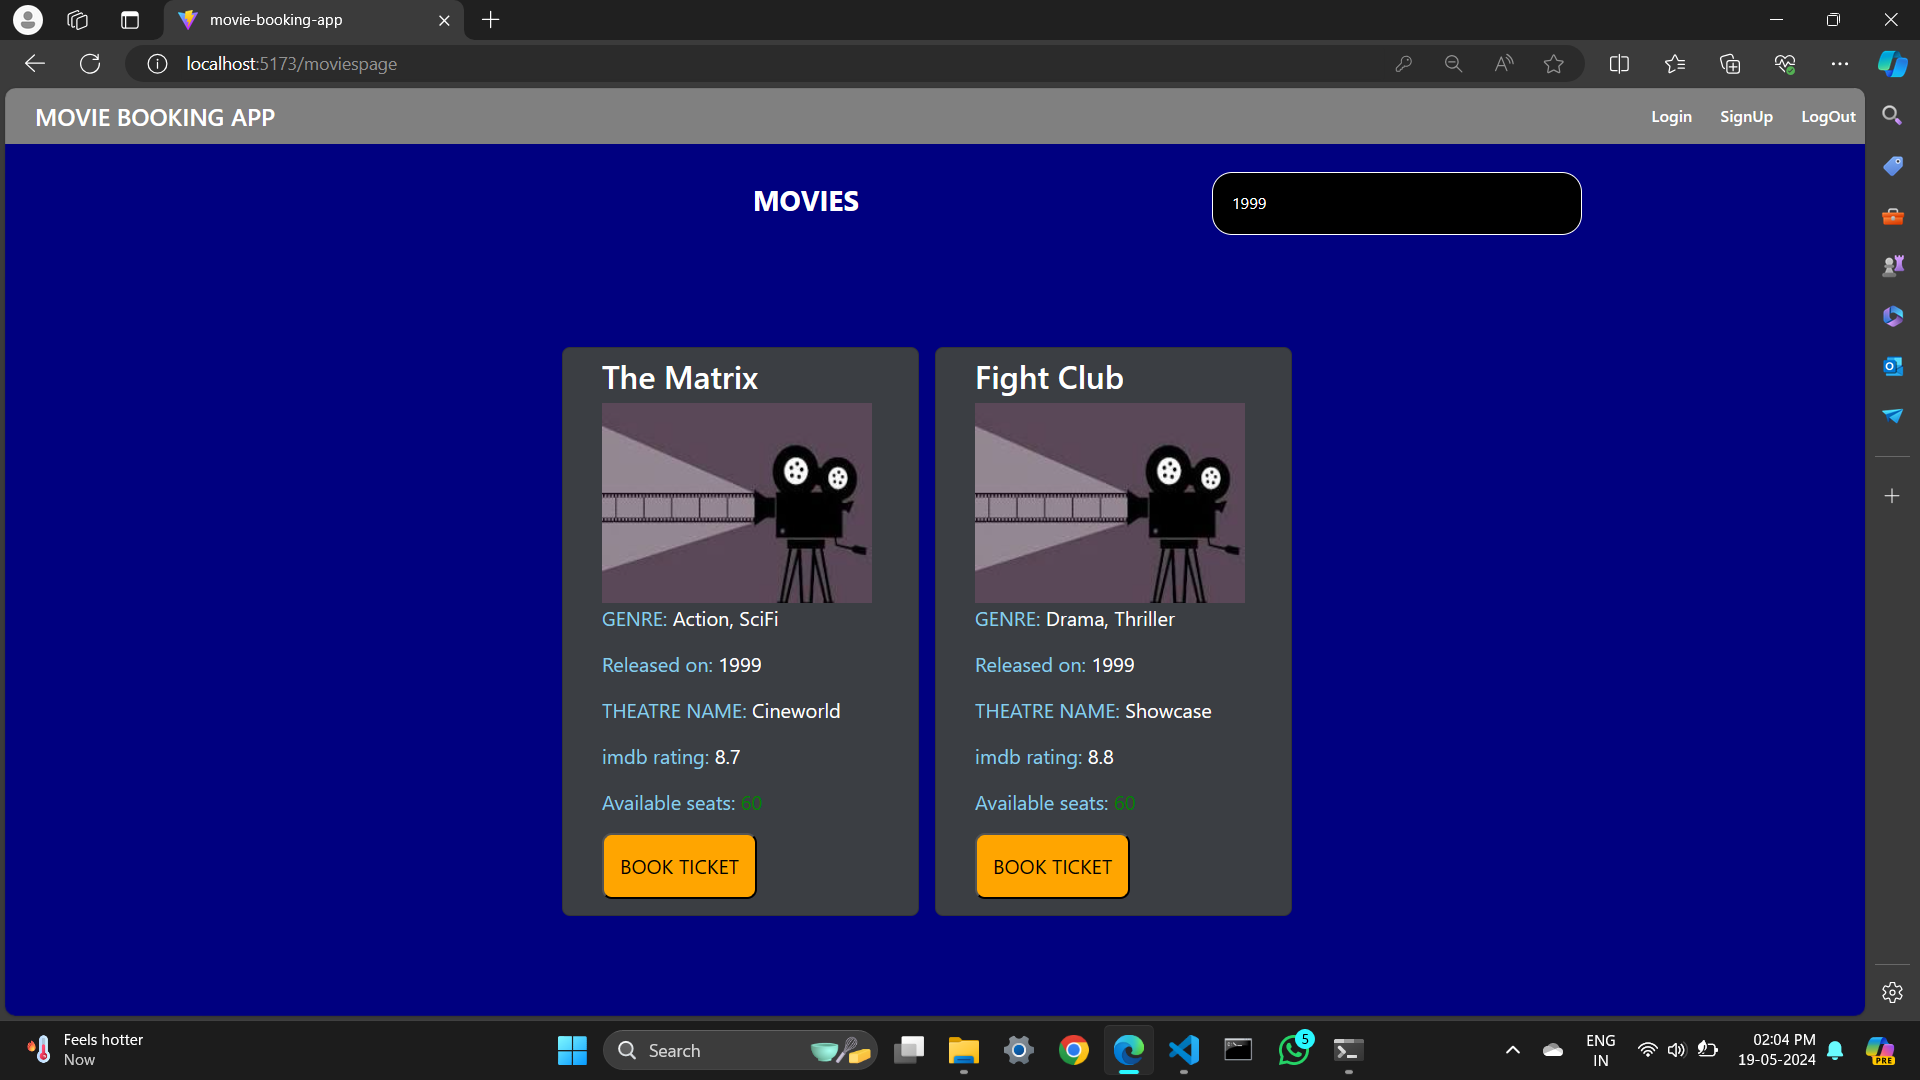 movie-booking-app
localhost:5173/moviespage
MOVIE BOOKING APP
Login SignUp LogOut
MOVIES
1999
The Matrix
GENRE: Action, SciFi
Released on: 1999
THEATRE NAME: Cineworld
imdb rating: 8.7
Available seats: 60
BOOK TICKET
Fight Club
GENRE: Drama, Thriller
Released on: 1999
THEATRE NAME: Showcase
imdb rating: 8.8
Available seats: 60
BOOK TICKET
Feels hotter
Now
Search
5
ENG
IN
02:04 PM
19-05-2024
PRE